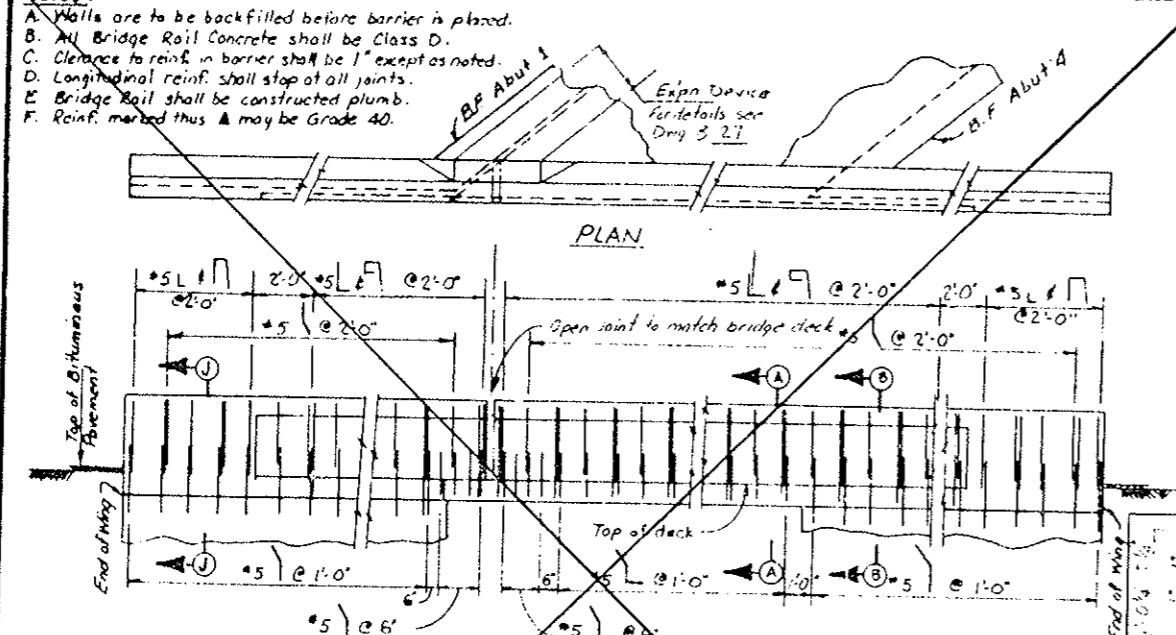 A. Walls are to be backfilled before barrier is placed.
B. All Bridge Rail Concrete shall be Class D.
C. Clerance to reinf. in barrier shall be 1" except as noted.
D. Longitudinal reinf. shall stop at all joints.
E Bridge Rail shall be constructed plumb.
F. Reinf. marked thus ▲ may be Grade 40.
B.F. Abut 1
Exp'n Device
For details see
Dwg B 27
B.F. Abut 4
PLAN
#5 L & Π @2'-0"
2'-0"
#5 L & @2'-0"
#5 L & @ 2'-0"
2'-0"
#5 L & Π @2'-0"
#5 \ @ 2'-0"
Open joint to match bridge deck
#5 \ @ 2'-0"
Top of Bituminous
Pavement
J
A
B
End of Wing
Top of deck
J
#5 \ @ 1'-0"
6"
6"
#5 \ @ 1'-0"
A
1'-0"
B
#5 \ @ 1'-0"
End of Wing
#5 \ @ 6"
#5 \ @